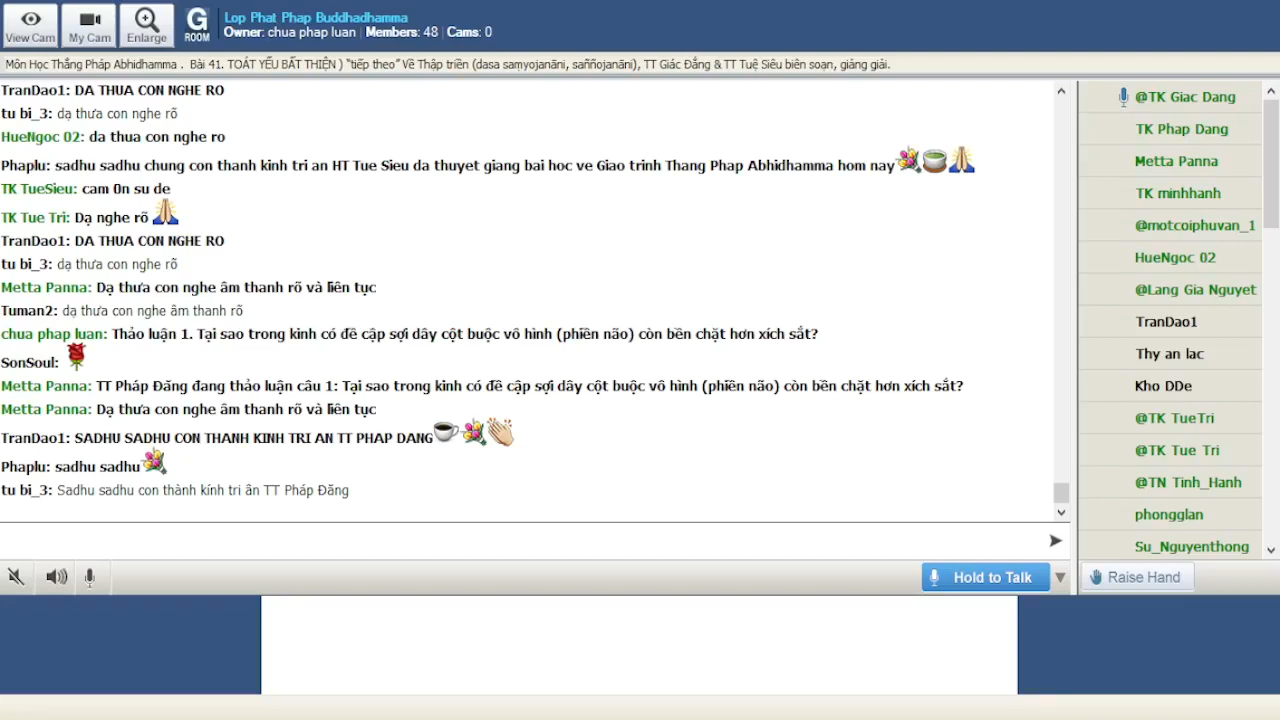 View Cam
My Cam
Enlarge
G
ROOM
Lop Phat Phap Buddhadhamma
Owner: chua phap luan | Members: 48 | Cams: 0
Môn Học Thắng Pháp Abhidhamma . Bài 41. TOÁT YẾU BẤT THIỆN ) “tiếp theo” Về Thập triền (dasa saṃyojanāni, saññojanāni), TT Giác Đẳng & TT Tuệ Siêu biên soạn, giảng giải.
TranDao1: DA THUA CON NGHE RO
tu bi_3: dạ thưa con nghe rõ
HueNgoc 02: da thua con nghe ro
Phaplu: sadhu sadhu chung con thanh kinh tri an HT Tue Sieu da thuyet giang bai hoc ve Giao trinh Thang Phap Abhidhamma hom nay
TK TueSieu: cam 0n su de
TK Tue Tri: Dạ nghe rõ
TranDao1: DA THUA CON NGHE RO
tu bi_3: dạ thưa con nghe rõ
Metta Panna: Dạ thưa con nghe âm thanh rõ và liên tục
Tuman2: dạ thưa con nghe âm thanh rõ
chua phap luan: Thảo luận 1. Tại sao trong kinh có đề cập sợi dây cột buộc vô hình (phiền não) còn bền chặt hơn xích sắt?
SonSoul:
Metta Panna: TT Pháp Đăng đang thảo luận câu 1: Tại sao trong kinh có đề cập sợi dây cột buộc vô hình (phiền não) còn bền chặt hơn xích sắt?
Metta Panna: Dạ thưa con nghe âm thanh rõ và liên tục
TranDao1: SADHU SADHU CON THANH KINH TRI AN TT PHAP DANG
Phaplu: sadhu sadhu
tu bi_3: Sadhu sadhu con thành kính tri ân TT Pháp Đăng
@TK Giac Dang
TK Phap Dang
Metta Panna
TK minhhanh
@motcoiphuvan_1
HueNgoc 02
@Lang Gia Nguyet
TranDao1
Thy an lac
Kho DDe
@TK TueTri
@TK Tue Tri
@TN Tinh_Hanh
phongglan
Su_Nguyenthong
Hold to Talk
Raise Hand